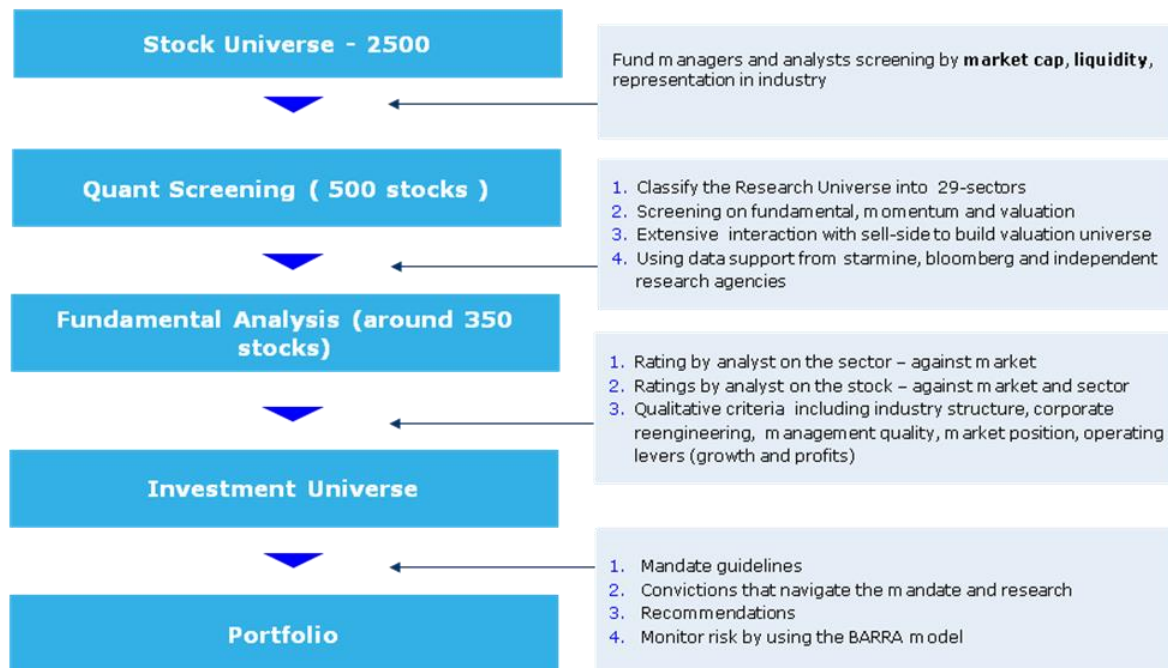 Stock Universe - 2500
Fund managers and analysts screening by market cap, liquidity,
representation in industry
Quant Screening ( 500 stocks )
1. Classify the Research Universe into 29-sectors
2. Screening on fundamental, momentum and valuation
3. Extensive interaction with sell-side to build valuation universe
4. Using data support from starmine, bloomberg and independent
research agencies
Fundamental Analysis (around 350
stocks)
1. Rating by analyst on the sector – against market
2. Ratings by analyst on the stock – against market and sector
3. Qualitative criteria including industry structure, corporate
reengineering, management quality, market position, operating
levers (growth and profits)
Investment Universe
1. Mandate guidelines
2. Convictions that navigate the mandate and research
3. Recommendations
4. Monitor risk by using the BARRA model
Portfolio